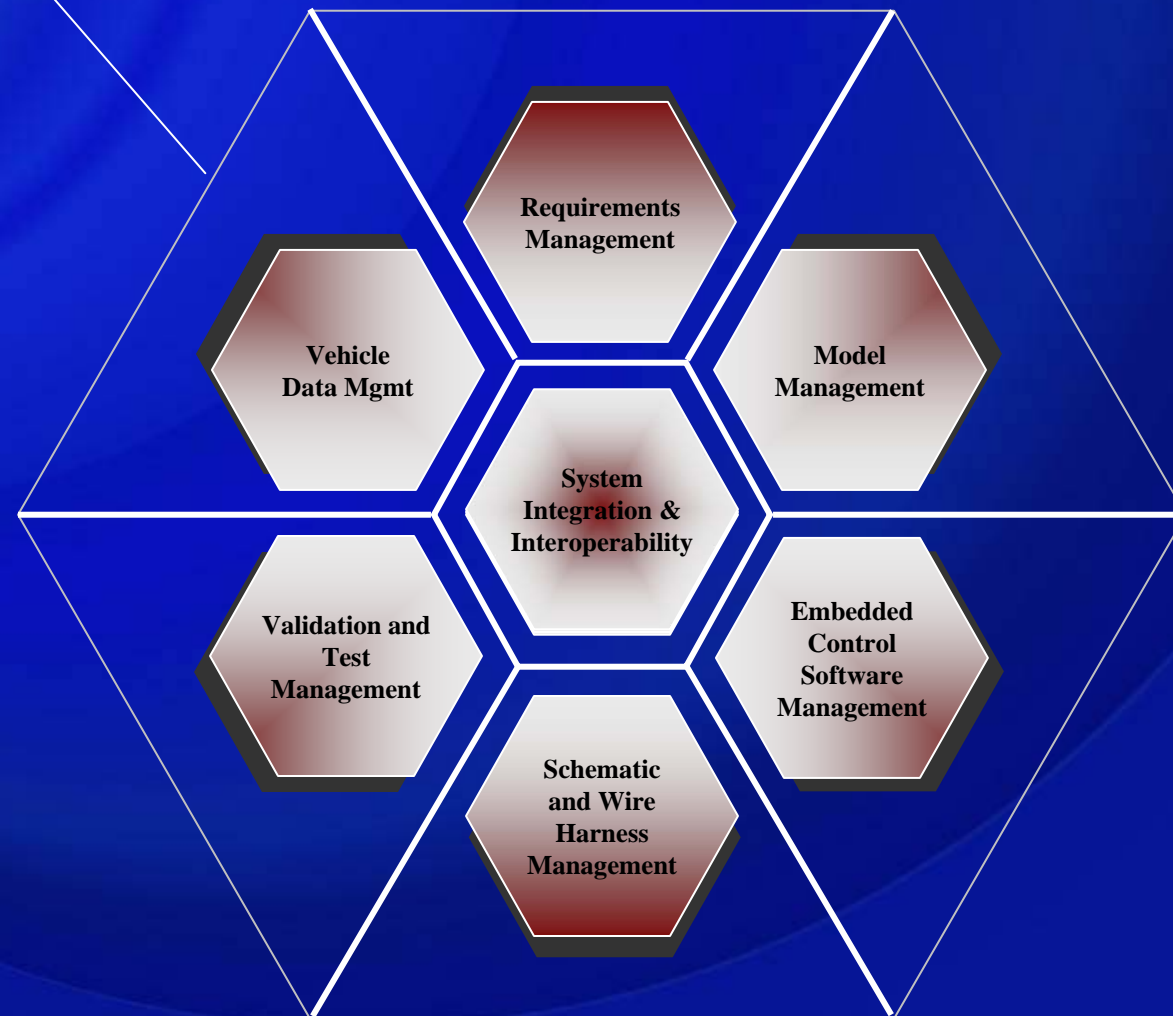 Requirements
Management
Vehicle
Data Mgmt
Model
Management
System
Integration &
Interoperability
Validation and
Test
Management
Embedded
Control
Software
Management
Schematic
and Wire
Harness
Management